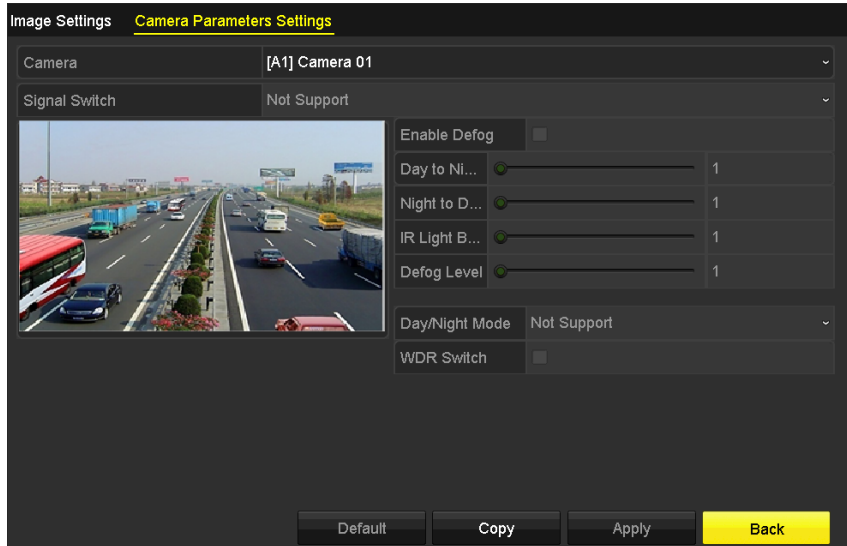 Image Settings Camera Parameters Settings
Camera [A1] Camera 01
Signal Switch Not Support
Enable Defog
Day to Ni... 1
Night to D... 1
IR Light B... 1
Defog Level 1
Day/Night Mode Not Support
WDR Switch
Default Copy Apply Back